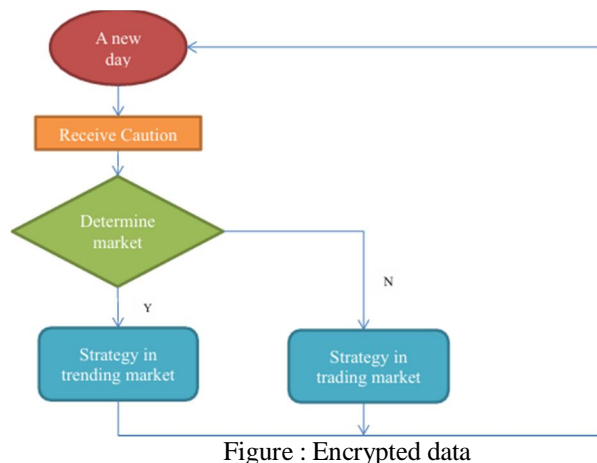 A new
day
Receive Caution
Determine
market
N
Y
Strategy in
trending market
Strategy in
trading market
Figure : Encrypted data